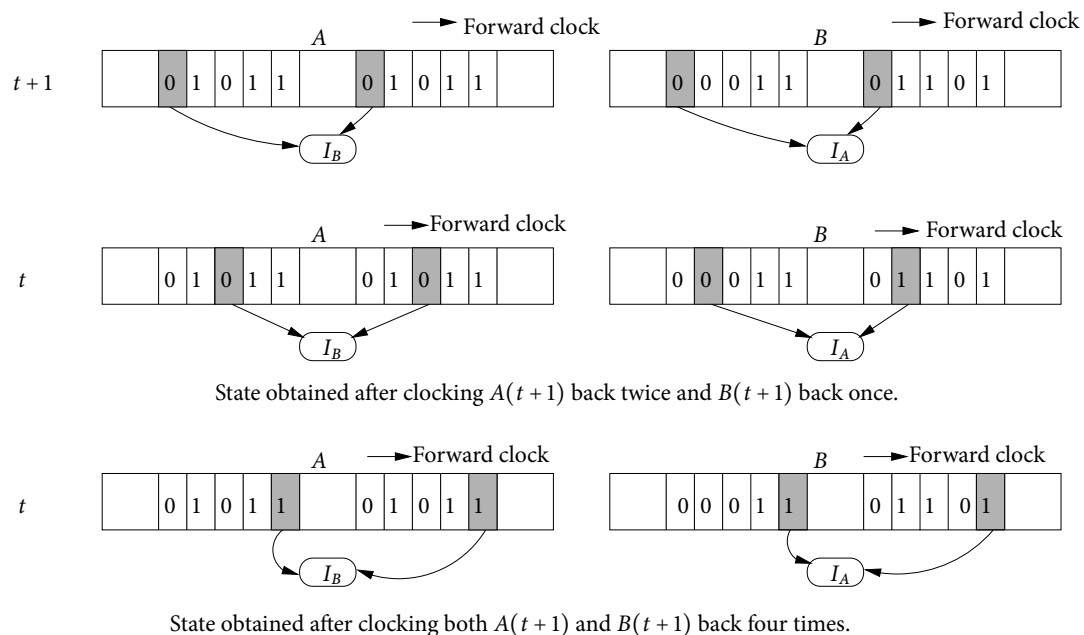 A → Forward clock B → Forward clock
t + 1 0 1 0 1 1 0 1 0 1 1 0 0 0 1 1 0 1 1 0 1
I_B I_A
A → Forward clock B → Forward clock
t 0 1 0 1 1 0 1 0 1 1 0 0 0 1 1 0 1 1 0 1
I_B I_A
State obtained after clocking A(t + 1) back twice and B(t + 1) back once.
A → Forward clock B → Forward clock
t 0 1 0 1 1 0 1 0 1 1 0 0 0 1 1 0 1 1 0 1
I_B I_A
State obtained after clocking both A(t + 1) and B(t + 1) back four times.